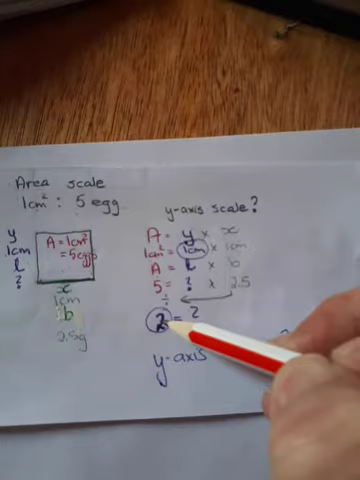 Area scale
1cm² : 5 egg
y-axis scale?
y
1cm
l
?
A = 1cm²
= 5egg
x
1cm
b
2.5g
A = y × x
1cm² = 1cm × 1cm
A = l × b
5 = ? × 2.5
÷
2 = 2
y-axis